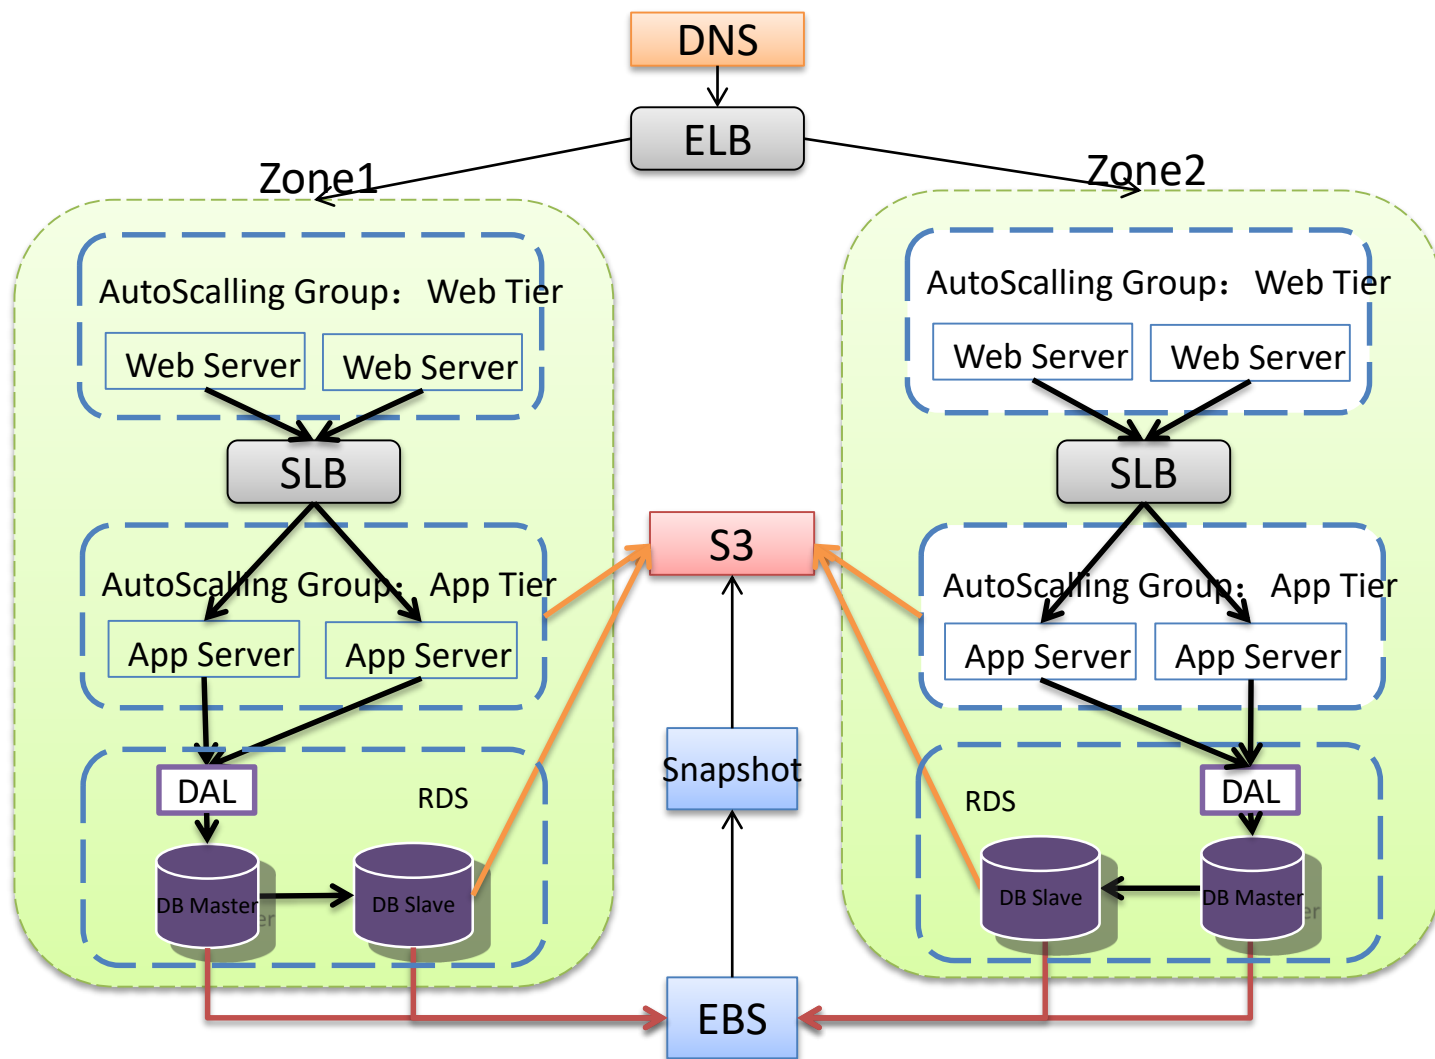 DNS
ELB
Zone1
Zone2
AutoScalling Group： Web Tier
AutoScalling Group： Web Tier
Web Server
Web Server
Web Server
Web Server
SLB
SLB
S3
AutoScalling Group： App Tier
AutoScalling Group： App Tier
App Server
App Server
App Server
App Server
Snapshot
DAL
RDS
RDS
DAL
DB Master
DB Slave
DB Slave
DB Master
EBS